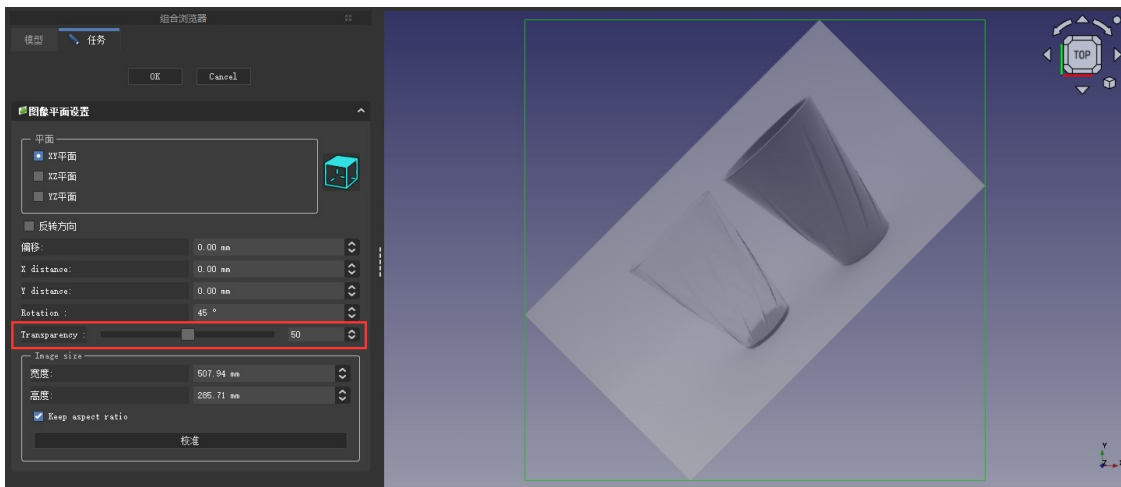 组合浏览器
模型
任务
OK
Cancel
图像平面设置
平面
XY平面
XZ平面
YZ平面
反转方向
偏移: 0.00 mm
X distance: 0.00 mm
Y distance: 0.00 mm
Rotation : 45 °
Transparency : 50
Image size
宽度: 507.94 mm
高度: 285.71 mm
Keep aspect ratio
校准
TOP
Y
Z